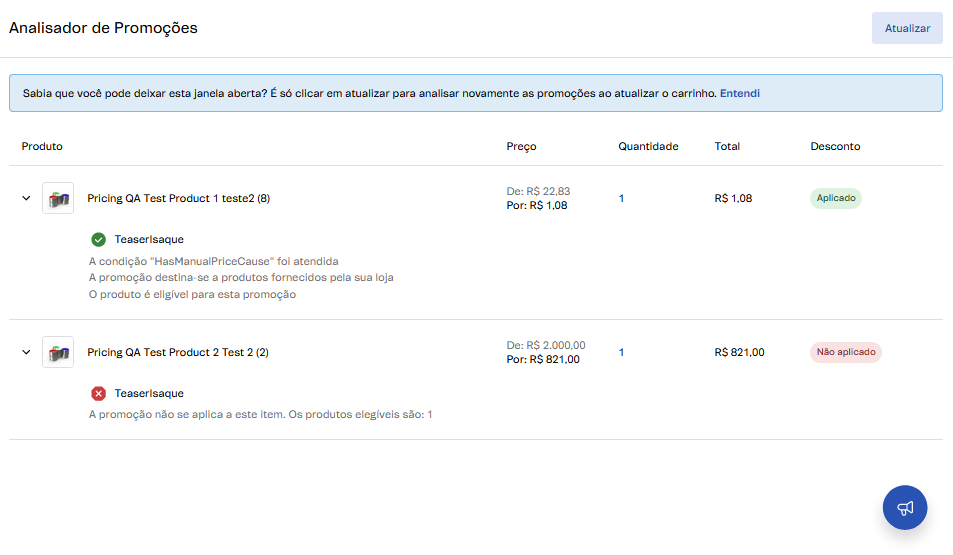 Analisador de Promoções
Atualizar
Sabia que você pode deixar esta janela aberta? É só clicar em atualizar para analisar novamente as promoções ao atualizar o carrinho. Entendi
Produto Preço Quantidade Total Desconto
Pricing QA Test Product 1 teste2 (8)
De: R$ 22,83
Por: R$ 1,08
1
R$ 1,08
Aplicado
TeaserIsaque
A condição "HasManualPriceCause" foi atendida
A promoção destina-se a produtos fornecidos pela sua loja
O produto é eligível para esta promoção
Pricing QA Test Product 2 Test 2 (2)
De: R$ 2.000,00
Por: R$ 821,00
1
R$ 821,00
Não aplicado
TeaserIsaque
A promoção não se aplica a este item. Os produtos elegíveis são: 1